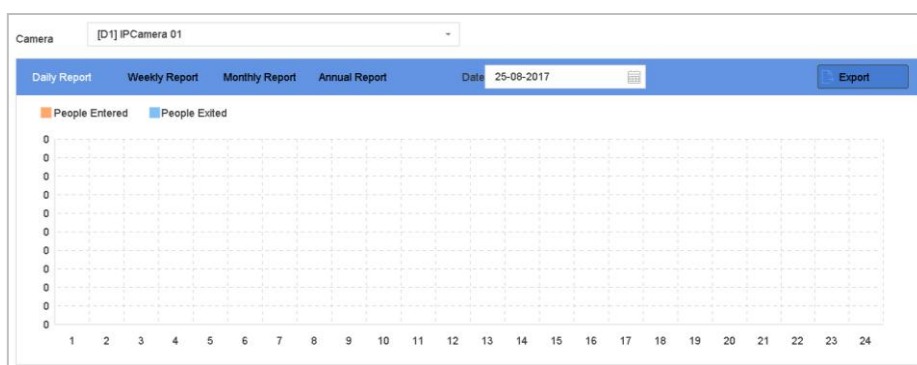 Camera [D1] IPCamera 01
Daily Report Weekly Report Monthly Report Annual Report Date 25-08-2017 Export
People Entered People Exited
0
0
0
0
0
0
0
0
0
0
0
1 2 3 4 5 6 7 8 9 10 11 12 13 14 15 16 17 18 19 20 21 22 23 24